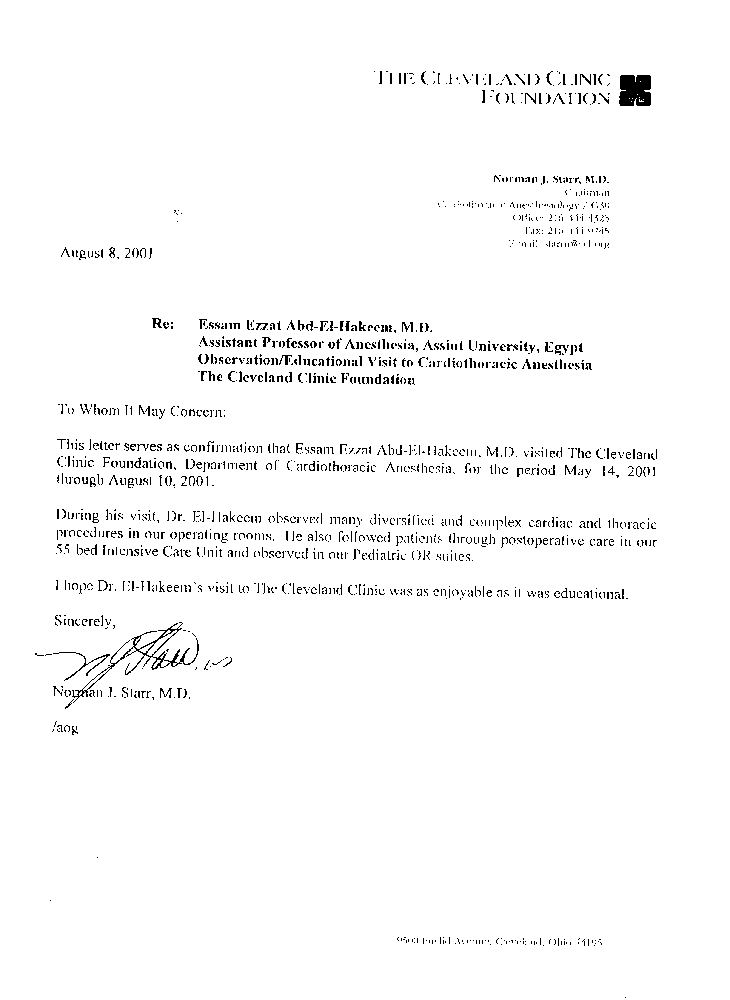 THE CLEVELAND CLINIC
FOUNDATION
Norman J. Starr, M.D.
Chairman
Cardiothoracic Anesthesiology / G30
Office: 216-444-4325
Fax: 216-444-9745
E-mail: starrn@ccf.org
August 8, 2001
Re: Essam Ezzat Abd-El-Hakeem, M.D.
Assistant Professor of Anesthesia, Assiut University, Egypt
Observation/Educational Visit to Cardiothoracic Anesthesia
The Cleveland Clinic Foundation
To Whom It May Concern:
This letter serves as confirmation that Essam Ezzat Abd-El-Hakeem, M.D. visited The Cleveland
Clinic Foundation, Department of Cardiothoracic Anesthesia, for the period May 14, 2001
through August 10, 2001.
During his visit, Dr. El-Hakeem observed many diversified and complex cardiac and thoracic
procedures in our operating rooms. He also followed patients through postoperative care in our
55-bed Intensive Care Unit and observed in our Pediatric OR suites.
I hope Dr. El-Hakeem's visit to The Cleveland Clinic was as enjoyable as it was educational.
Sincerely,
Norman J. Starr, M.D.
/aog
9500 Euclid Avenue, Cleveland, Ohio 44195